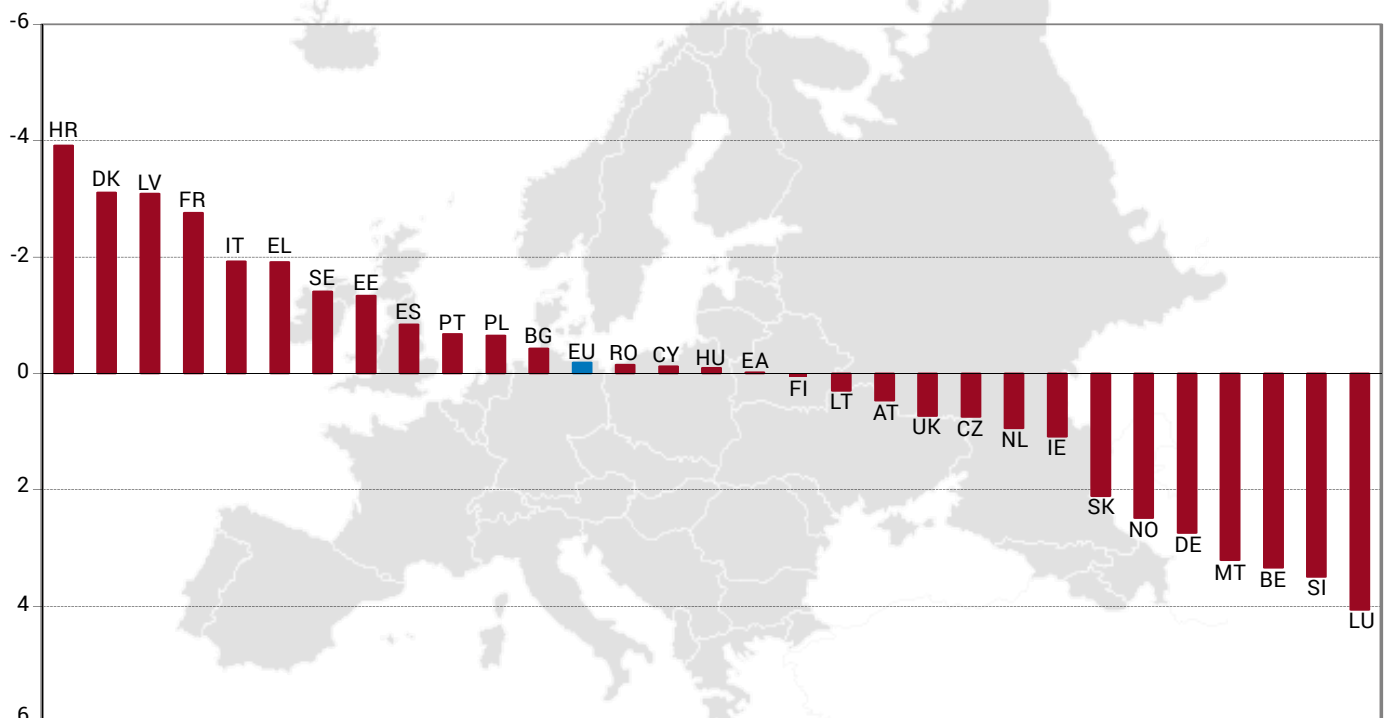 -6
-4
-2
0
2
4
6
HR
DK
LV
FR
IT
EL
SE
EE
ES
PT
PL
BG
EU
RO
CY
HU
EA
FI
LT
AT
UK
CZ
NL
IE
SK
NO
DE
MT
BE
SI
LU